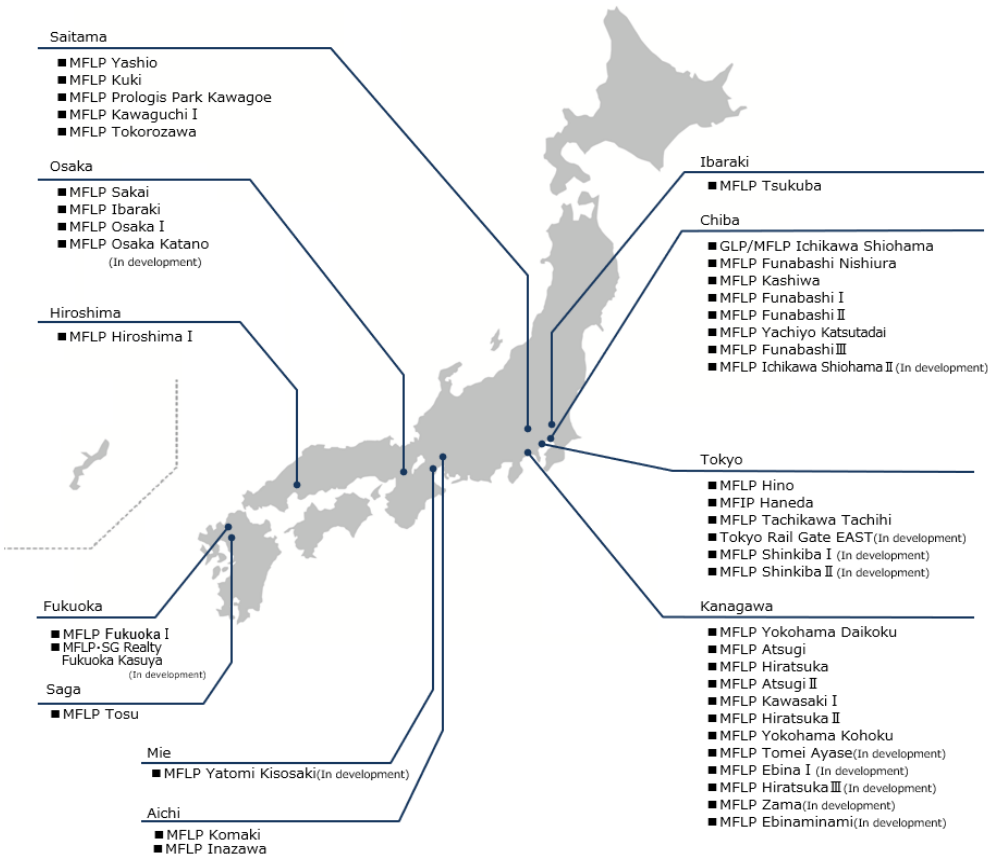 Saitama
■MFLP Yashio
■MFLP Kuki
■MFLP Prologis Park Kawagoe
■MFLP Kawaguchi Ⅰ
■MFLP Tokorozawa
Osaka
■MFLP Sakai
■MFLP Ibaraki
■MFLP Osaka Ⅰ
■MFLP Osaka Katano
(In development)
Hiroshima
■MFLP Hiroshima Ⅰ
Fukuoka
■MFLP Fukuoka Ⅰ
■MFLP・SG Realty
Fukuoka Kasuya
(In development)
Saga
■MFLP Tosu
Mie
■MFLP Yatomi Kisosaki(In development)
Aichi
■MFLP Komaki
■MFLP Inazawa
Ibaraki
■MFLP Tsukuba
Chiba
■GLP/MFLP Ichikawa Shiohama
■MFLP Funabashi Nishiura
■MFLP Kashiwa
■MFLP Funabashi Ⅰ
■MFLP Funabashi Ⅱ
■MFLP Yachiyo Katsutadai
■MFLP Funabashi Ⅲ
■MFLP Ichikawa Shiohama Ⅱ(In development)
Tokyo
■MFLP Hino
■MFIP Haneda
■MFLP Tachikawa Tachihi
■Tokyo Rail Gate EAST(In development)
■MFLP Shinkiba Ⅰ (In development)
■MFLP Shinkiba Ⅱ (In development)
Kanagawa
■MFLP Yokohama Daikoku
■MFLP Atsugi
■MFLP Hiratsuka
■MFLP Atsugi Ⅱ
■MFLP Kawasaki Ⅰ
■MFLP Hiratsuka Ⅱ
■MFLP Yokohama Kohoku
■MFLP Tomei Ayase(In development)
■MFLP Ebina Ⅰ (In development)
■MFLP Hiratsuka Ⅲ(In development)
■MFLP Zama(In development)
■MFLP Ebinaminami(In development)